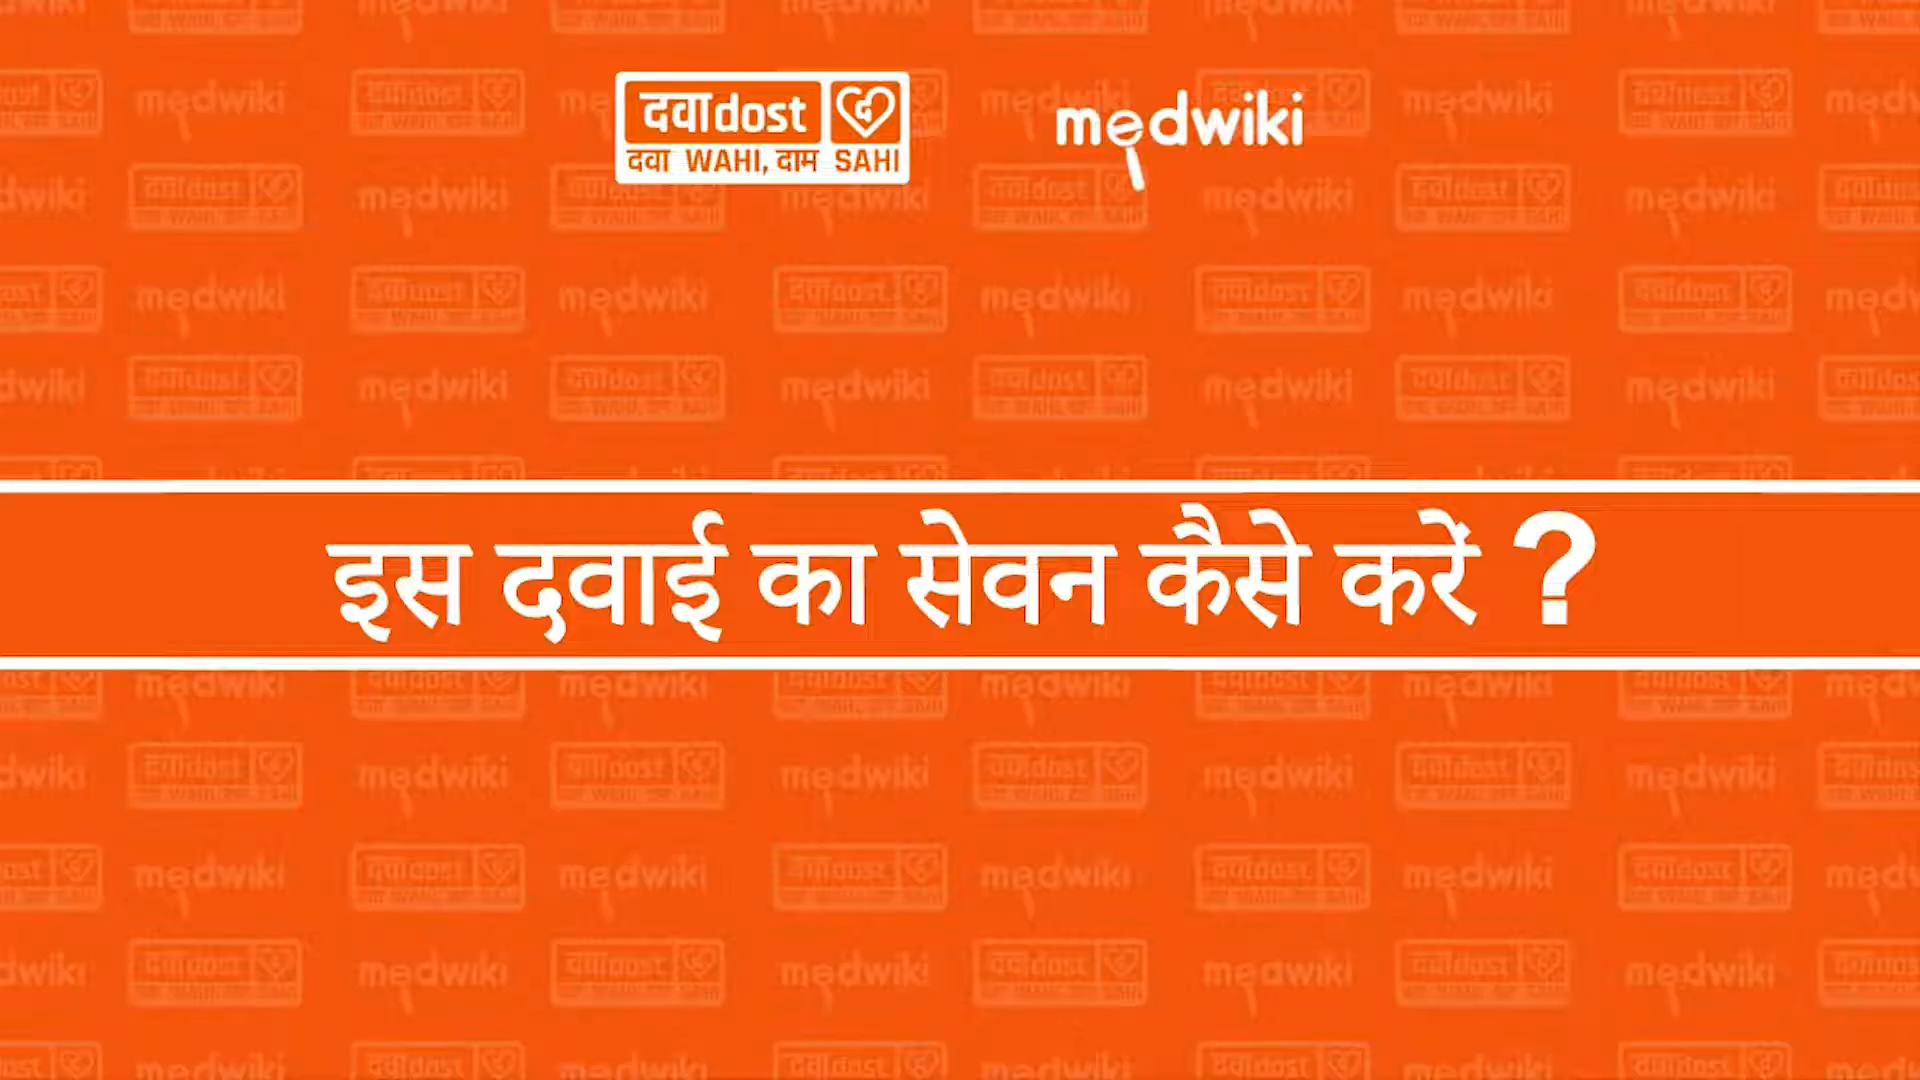 दवाdost
दवा WAHI, दाम SAHI
medwiki
इस दवाई का सेवन कैसे करें ?